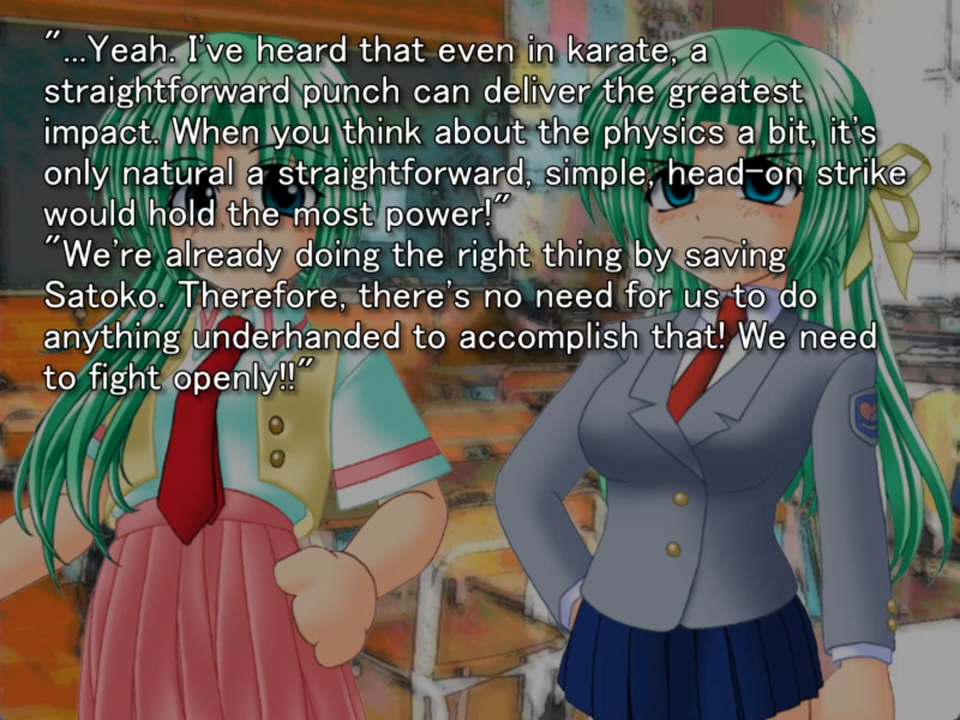 "...Yeah. I've heard that even in karate, a
straightforward punch can deliver the greatest
impact. When you think about the physics a bit, it's
only natural a straightforward, simple, head-on strike
would hold the most power!"
"We're already doing the right thing by saving
Satoko. Therefore, there's no need for us to do
anything underhanded to accomplish that! We need
to fight openly!!"